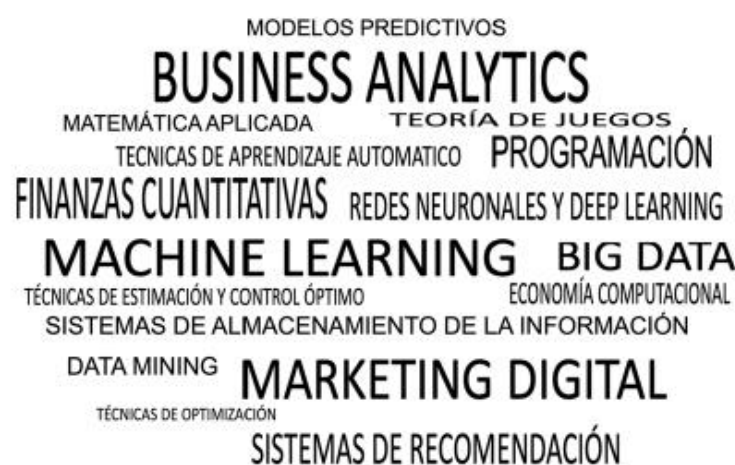 MODELOS PREDICTIVOS
BUSINESS ANALYTICS
MATEMÁTICA APLICADA
TEORÍA DE JUEGOS
TECNICAS DE APRENDIZAJE AUTOMATICO
PROGRAMACIÓN
FINANZAS CUANTITATIVAS
REDES NEURONALES Y DEEP LEARNING
MACHINE LEARNING
BIG DATA
TÉCNICAS DE ESTIMACIÓN Y CONTROL ÓPTIMO
ECONOMÍA COMPUTACIONAL
SISTEMAS DE ALMACENAMIENTO DE LA INFORMACIÓN
DATA MINING
MARKETING DIGITAL
TÉCNICAS DE OPTIMIZACIÓN
SISTEMAS DE RECOMENDACIÓN